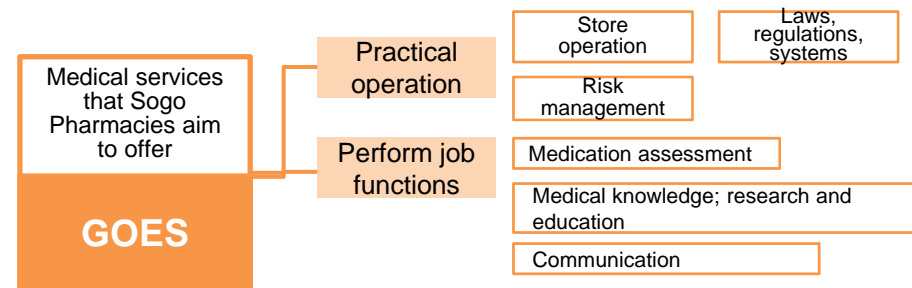 Medical services
that Sogo
Pharmacies aim
to offer
GOES
Practical
operation
Perform job
functions
Store
operation
Laws,
regulations,
systems
Risk
management
Medication assessment
Medical knowledge; research and
education
Communication